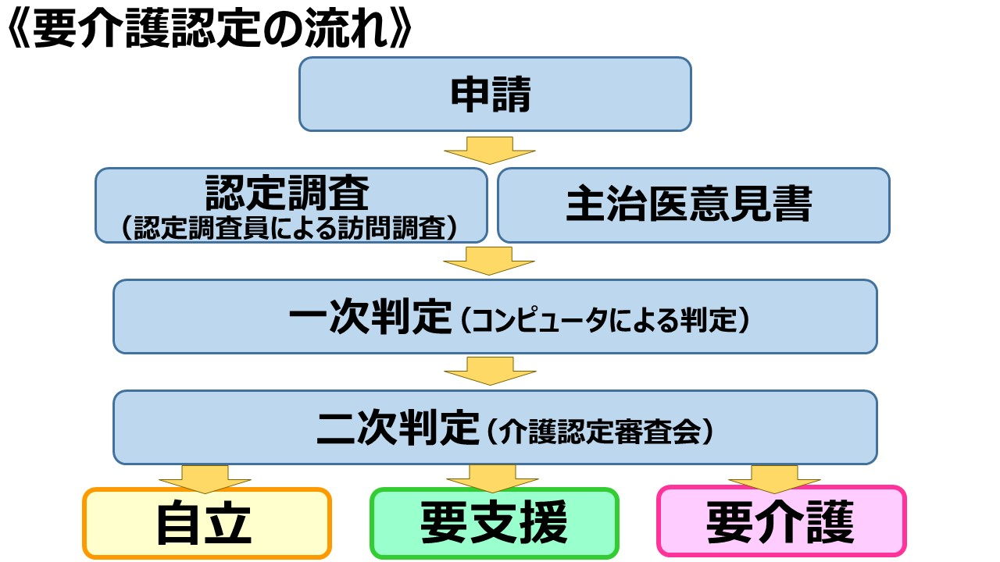 《要介護認定の流れ》
申請
認定調査
（認定調査員による訪問調査）
主治医意見書
一次判定（コンピュータによる判定）
二次判定（介護認定審査会）
自立
要支援
要介護